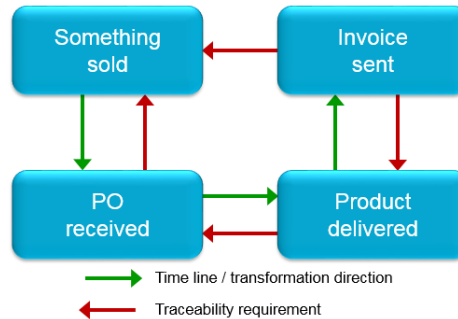 Something
sold
Invoice
sent
PO
received
Product
delivered
Time line / transformation direction
Traceability requirement